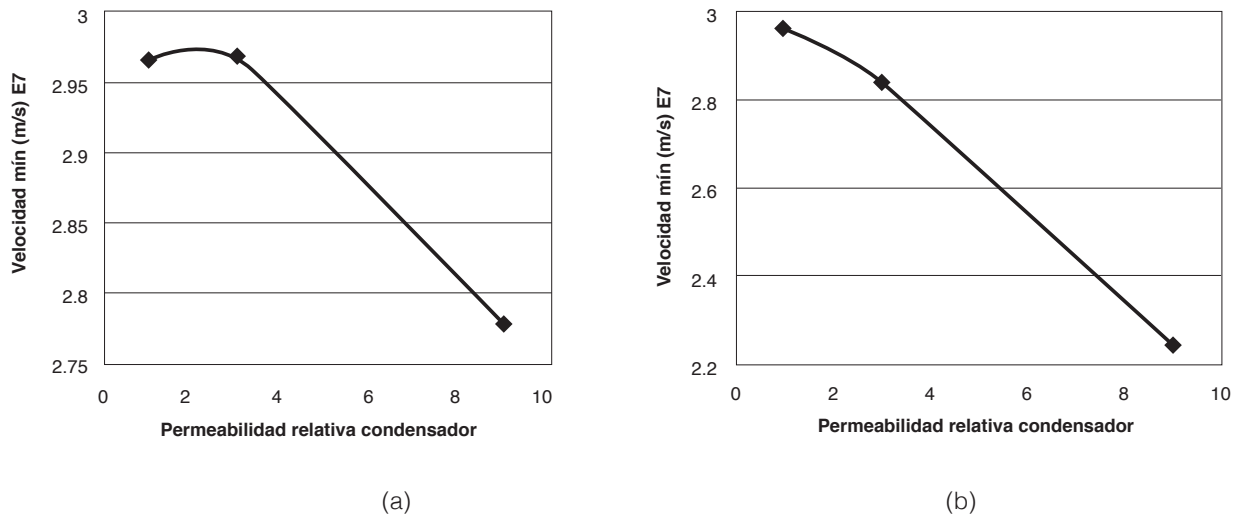 3
2.95
2.9
2.85
2.8
2.75
0 2 4 6 8 10
Velocidad mín (m/s) E7
Permeabilidad relativa condensador
(a)
3
2.8
2.6
2.4
2.2
0 2 4 6 8 10
Velocidad mín (m/s) E7
Permeabilidad relativa condensador
(b)